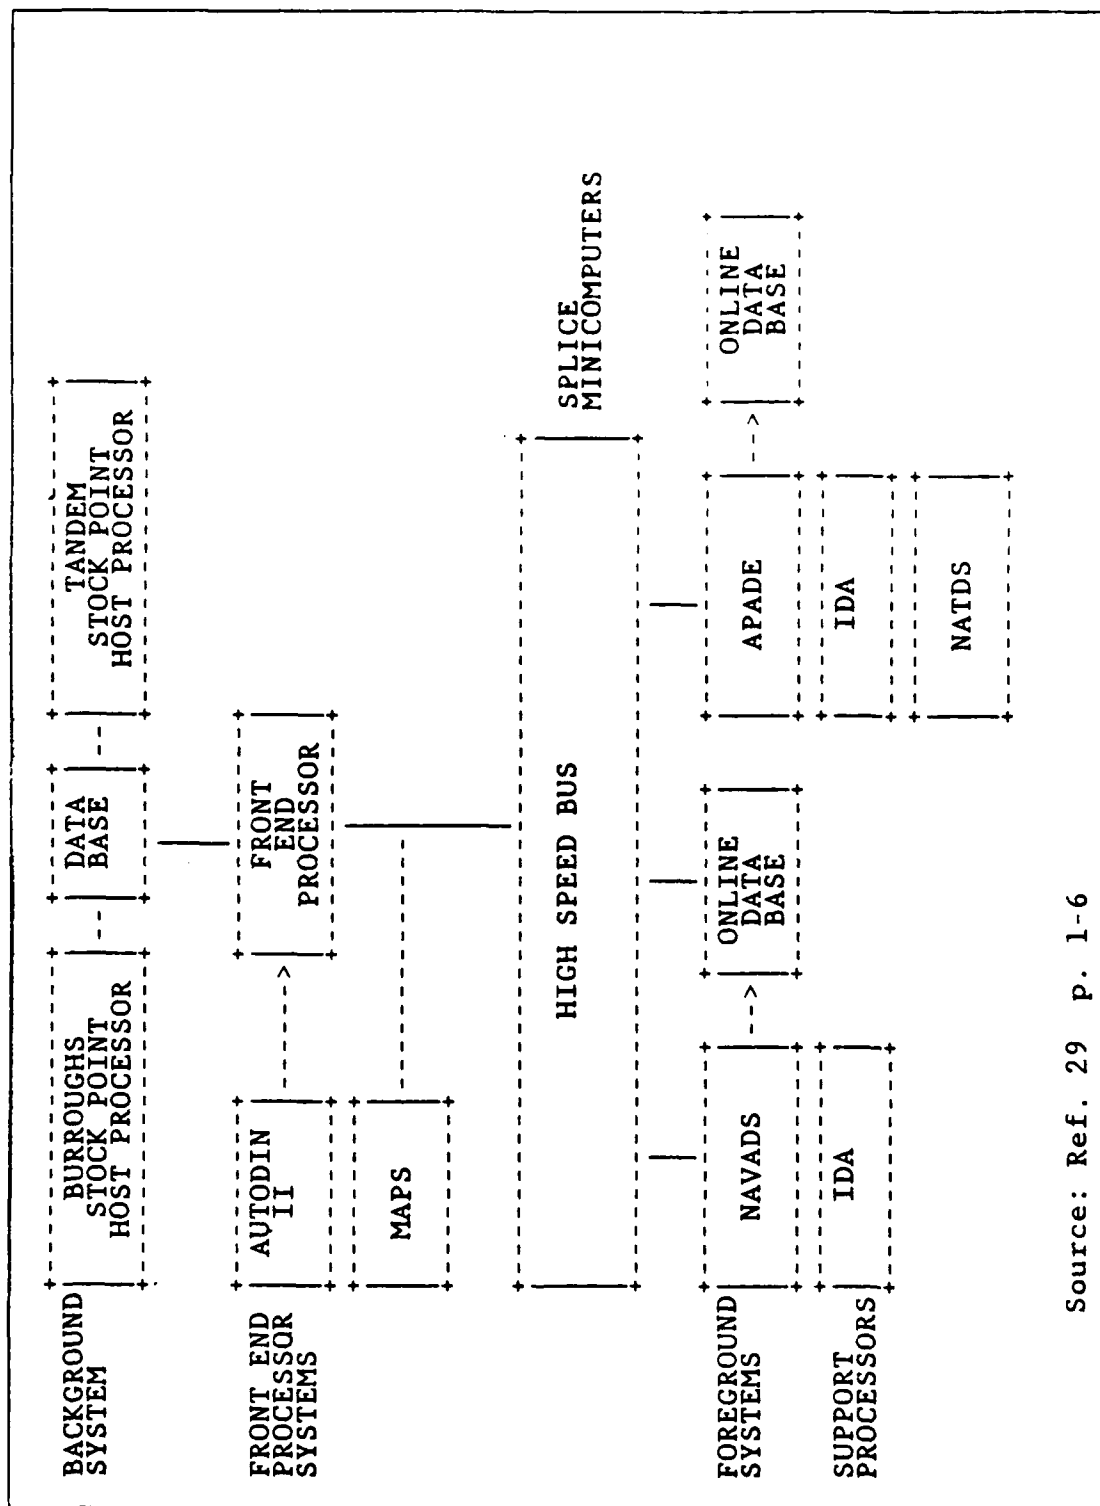 BACKGROUND
SYSTEM
BURROUGHS
STOCK POINT
HOST PROCESSOR
DATA
BASE
TANDEM
STOCK POINT
HOST PROCESSOR
FRONT END
PROCESSOR
SYSTEMS
AUTODIN
II
FRONT
END
PROCESSOR
MAPS
HIGH SPEED BUS
SPLICE
MINICOMPUTERS
FOREGROUND
SYSTEMS
NAVADS
ONLINE
DATA
BASE
APADE
ONLINE
DATA
BASE
SUPPORT
PROCESSORS
IDA
IDA
NATDS
Source: Ref. 29 p. 1-6